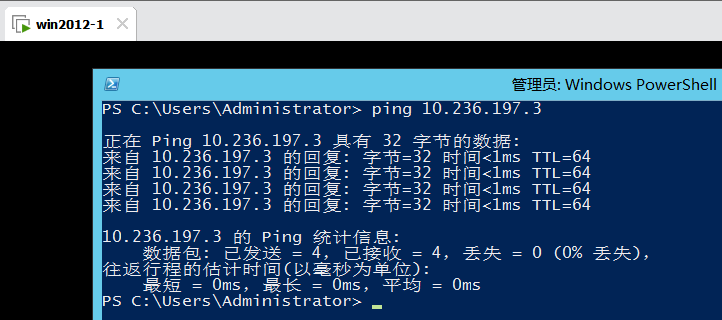 win2012-1
管理员: Windows PowerShell
PS C:\Users\Administrator> ping 10.236.197.3
正在 Ping 10.236.197.3 具有 32 字节的数据:
来自 10.236.197.3 的回复: 字节=32 时间<1ms TTL=64
来自 10.236.197.3 的回复: 字节=32 时间<1ms TTL=64
来自 10.236.197.3 的回复: 字节=32 时间<1ms TTL=64
来自 10.236.197.3 的回复: 字节=32 时间<1ms TTL=64
10.236.197.3 的 Ping 统计信息:
数据包: 已发送 = 4，已接收 = 4，丢失 = 0 (0% 丢失)，
往返行程的估计时间(以毫秒为单位):
最短 = 0ms，最长 = 0ms，平均 = 0ms
PS C:\Users\Administrator>